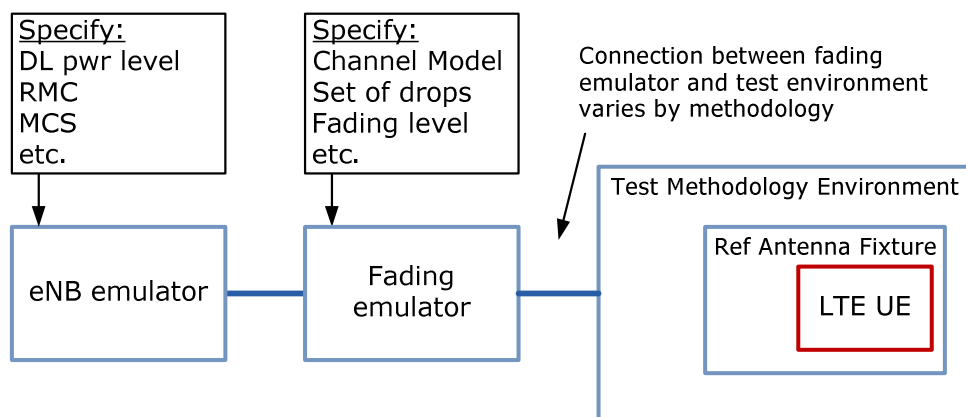 Specify:
DL pwr level
RMC
MCS
etc.
Specify:
Channel Model
Set of drops
Fading level
etc.
Connection between fading
emulator and test environment
varies by methodology
eNB emulator
Fading
emulator
Test Methodology Environment
Ref Antenna Fixture
LTE UE